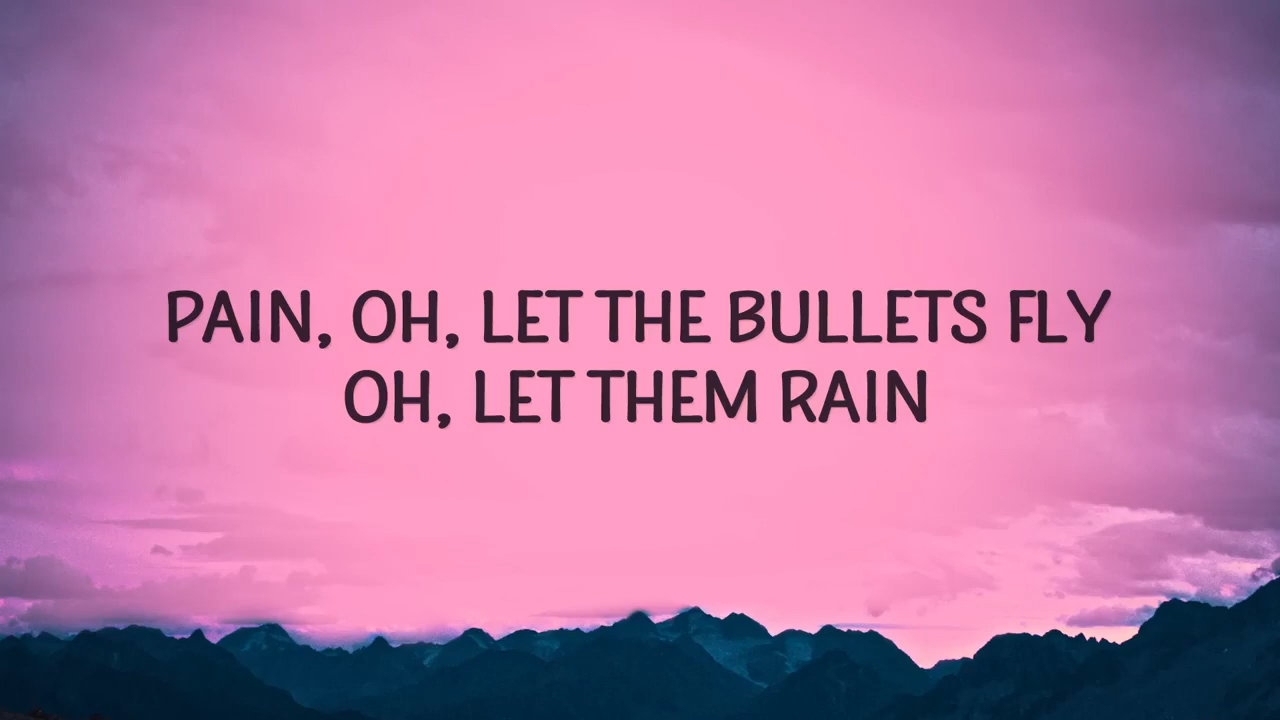 PAIN, OH, LET THE BULLETS FLY
OH, LET THEM RAIN